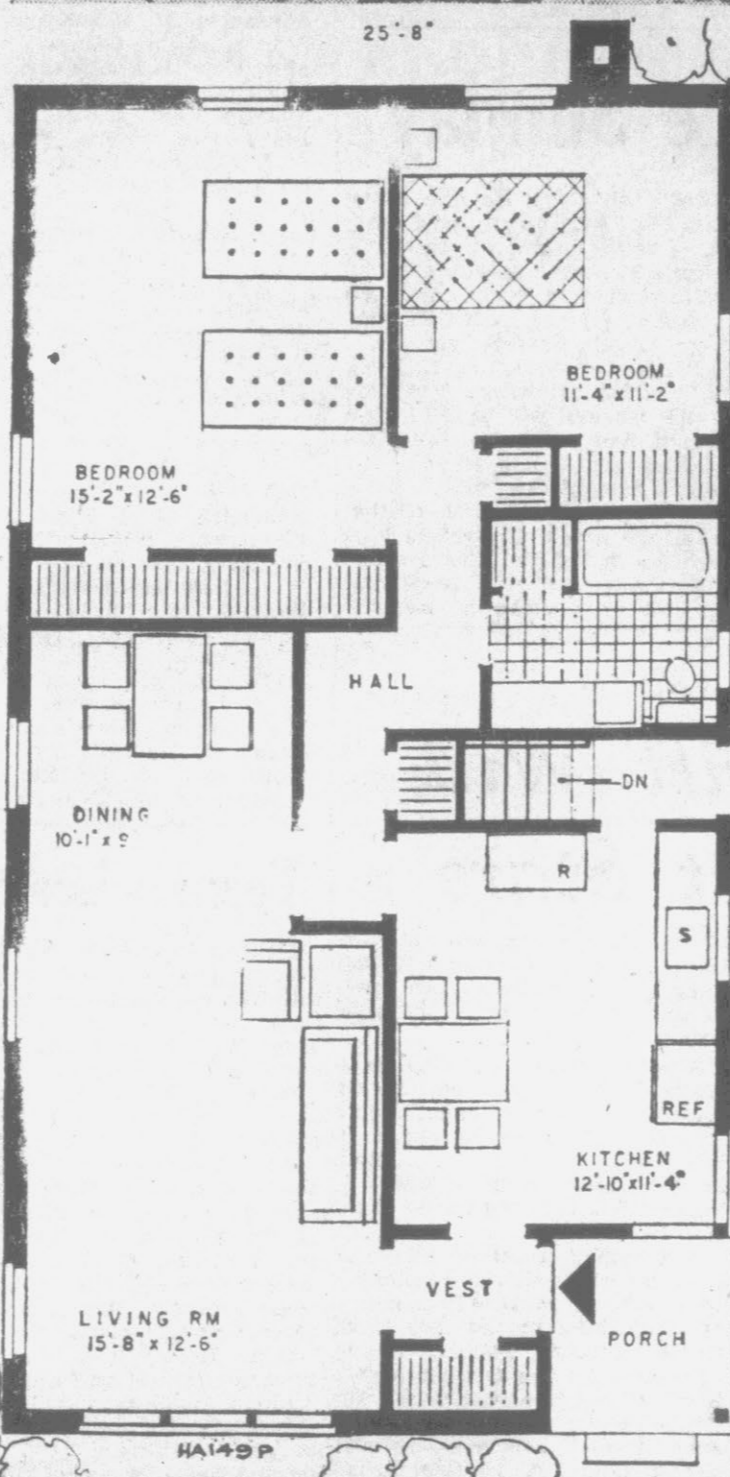 25'-8"
BEDROOM
11'-4" x 11'-2"
BEDROOM
15'-2" x 12'-6"
HALL
DN
DINING
10'-1" x 9
R
S
REF
KITCHEN
12'-10" x 11'-4"
VEST
LIVING RM
15'-8" x 12'-6"
PORCH
HA149P